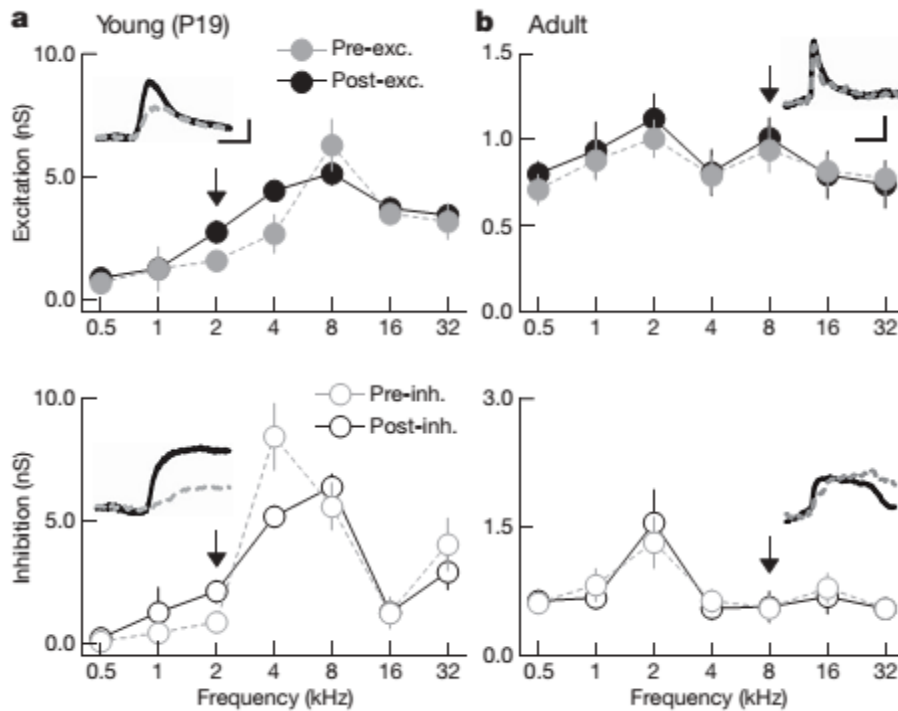 a Young (P19)
Pre-exc.
Post-exc.
Excitation (nS)
10.0
5.0
0.0
0.5 1 2 4 8 16 32
b Adult
1.5
1.0
0.5
0
0.5 1 2 4 8 16 32
Pre-inh.
Post-inh.
Inhibition (nS)
10.0
5.0
0.0
0.5 1 2 4 8 16 32
Frequency (kHz)
3.0
1.5
0.0
0.5 1 2 4 8 16 32
Frequency (kHz)